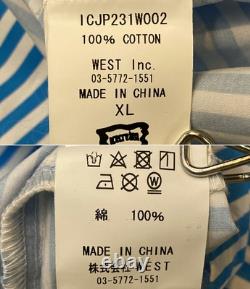 ICJP231W002
100% COTTON
WEST Inc.
03-5772-1551
MADE IN CHINA
XL
綿 100%
MADE IN CHINA
株式会社 WEST
03-5772-1551